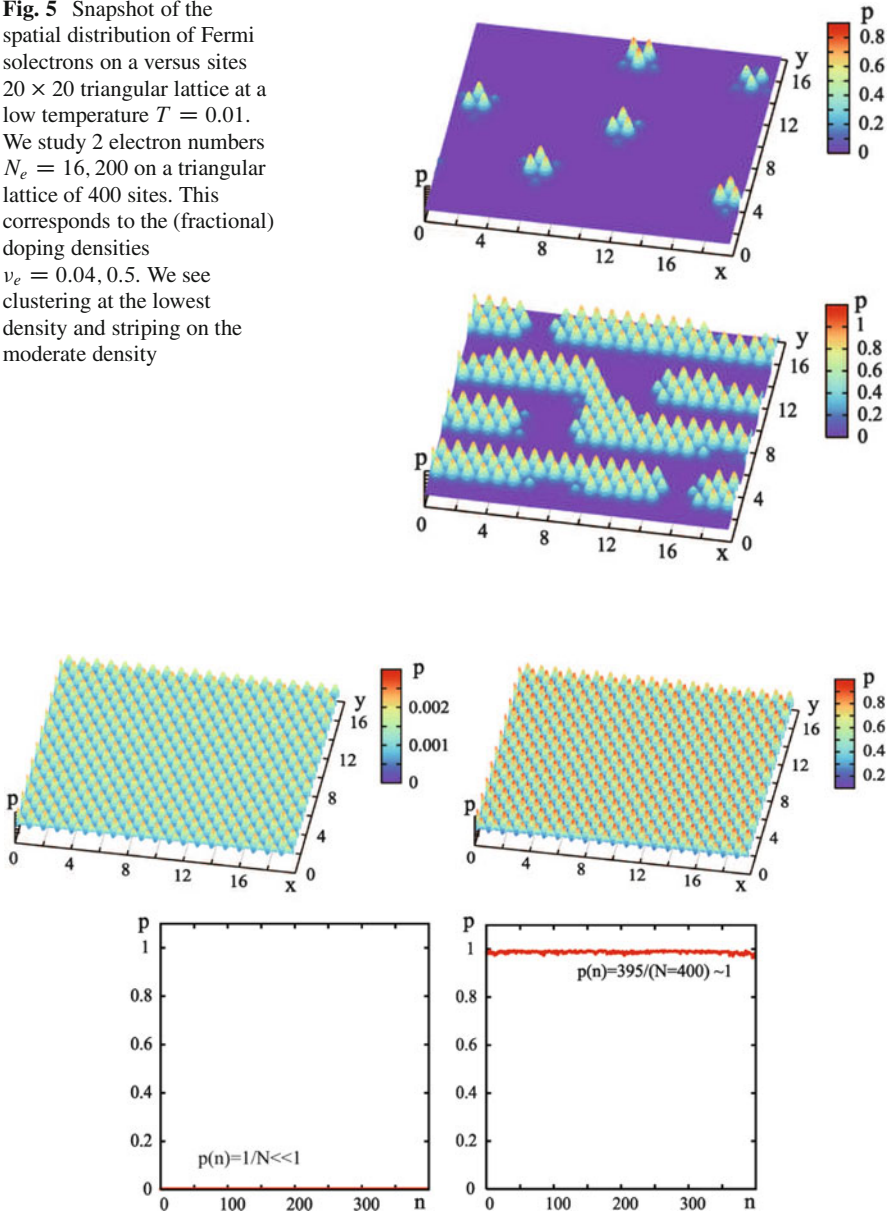 Fig. 5 Snapshot of the
spatial distribution of Fermi
solectrons on a versus sites
20 × 20 triangular lattice at a
low temperature T = 0.01.
We study 2 electron numbers
Nₑ = 16, 200 on a triangular
lattice of 400 sites. This
corresponds to the (fractional)
doping densities
νₑ = 0.04, 0.5. We see
clustering at the lowest
density and striping on the
moderate density
p
0.8
0.6
0.4
0.2
0
y
16
12
8
4
0
p
0
4
8
12
16
x
p
1
0.8
0.6
0.4
0.2
0
y
16
12
8
4
0
p
0
4
8
12
16
x
p
0.002
0.001
0
y
16
12
8
4
0
p
0
4
8
12
16
x
p
0.8
0.6
0.4
0.2
y
16
12
8
4
0
p
0
4
8
12
16
x
p
1
0.8
0.6
0.4
0.2
0
p(n)=1/N<<1
0
100
200
300
n
p
1
0.8
0.6
0.4
0.2
0
p(n)=395/(N=400) ~1
0
100
200
300
n